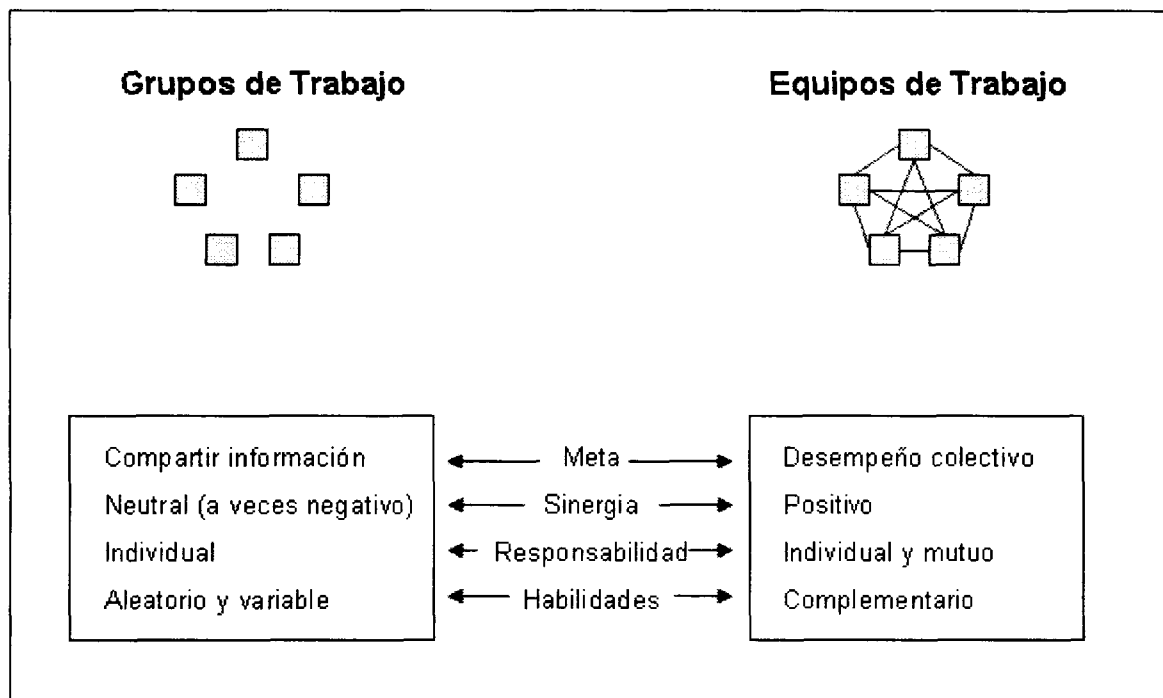 Grupos de Trabajo
Equipos de Trabajo
Compartir información
Meta
Desempeño colectivo
Neutral (a veces negativo)
Sinergia
Positivo
Individual
Responsabilidad
Individual y mutuo
Aleatorio y variable
Habilidades
Complementario